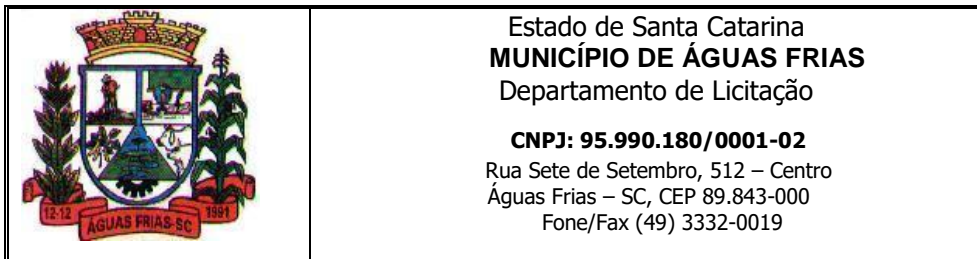 Estado de Santa Catarina
MUNICÍPIO DE ÁGUAS FRIAS
Departamento de Licitação
CNPJ: 95.990.180/0001-02
Rua Sete de Setembro, 512 – Centro
Águas Frias – SC, CEP 89.843-000
Fone/Fax (49) 3332-0019
12-12
ÁGUAS FRIAS-SC
1991